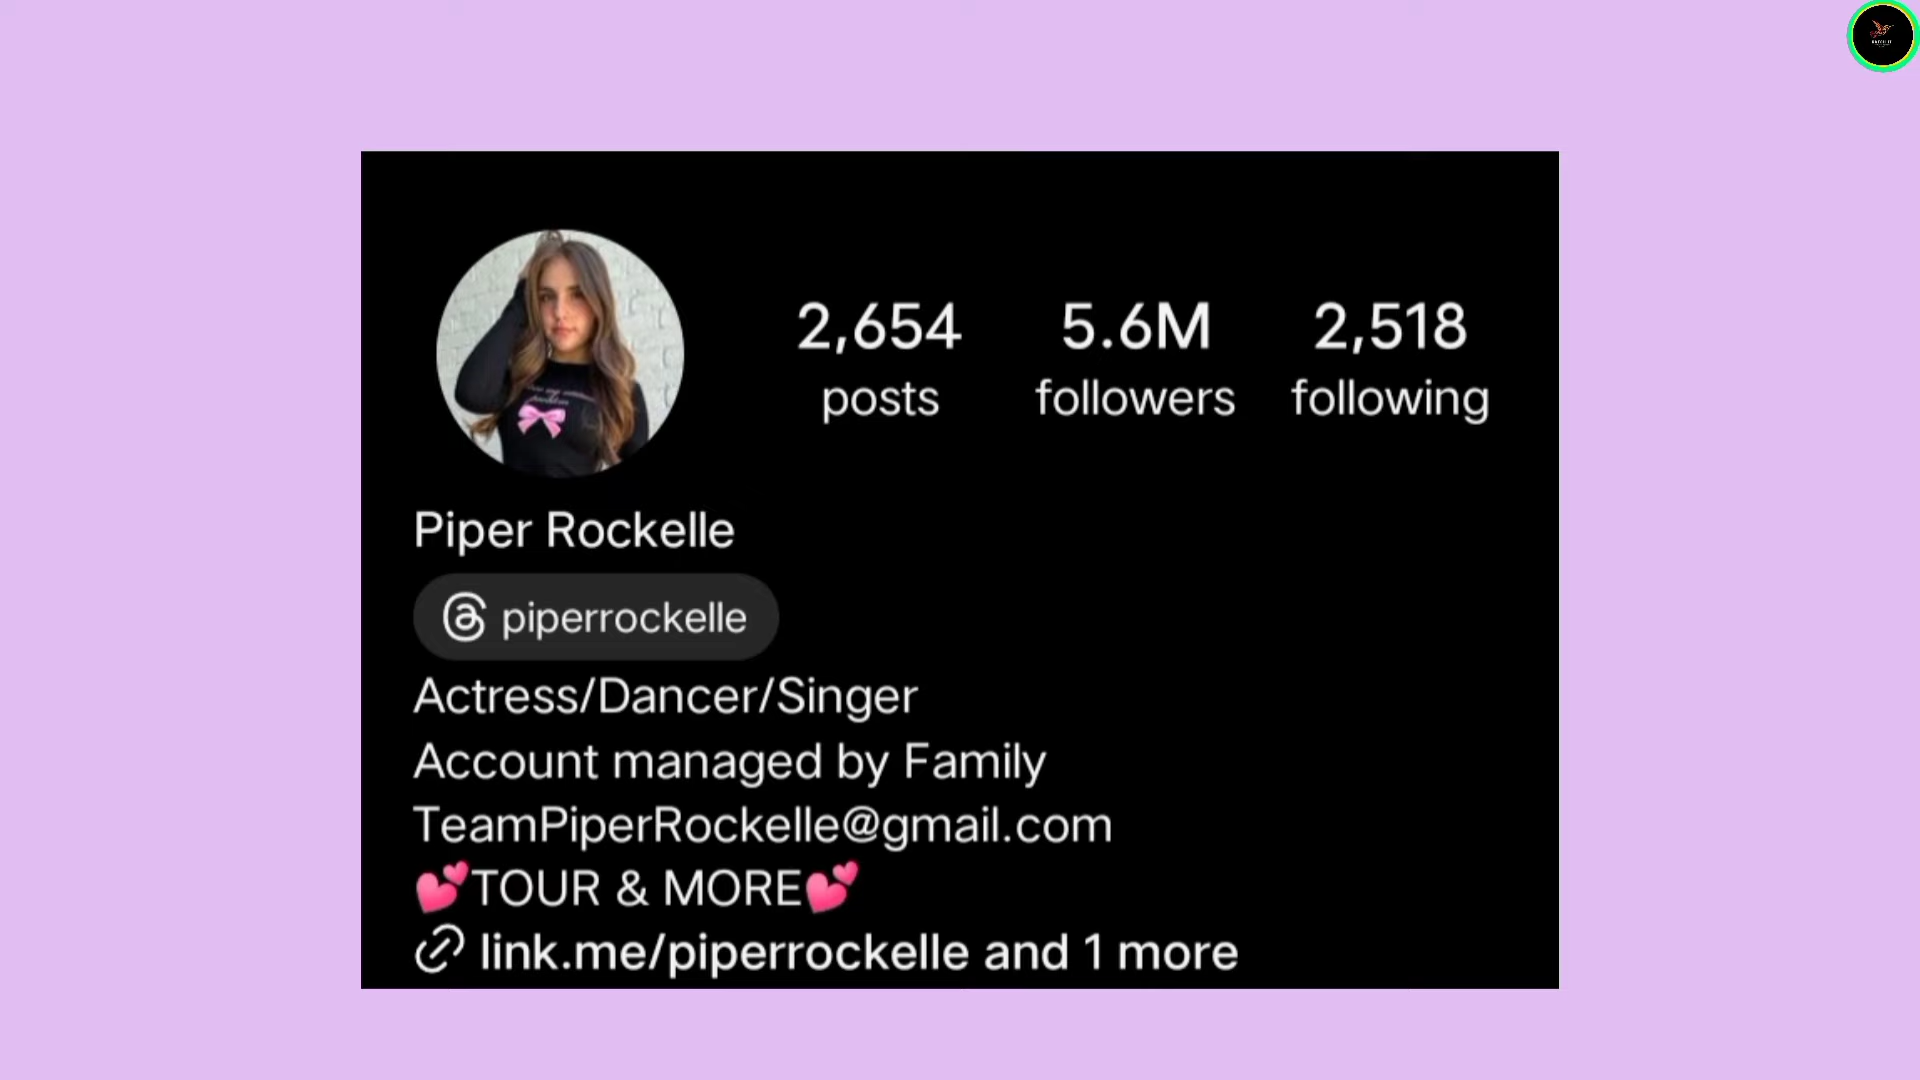 2,654
posts
5.6M
followers
2,518
following
Piper Rockelle
piperrockelle
Actress/Dancer/Singer
Account managed by Family
TeamPiperRockelle@gmail.com
💕TOUR & MORE💕
link.me/piperrockelle and 1 more